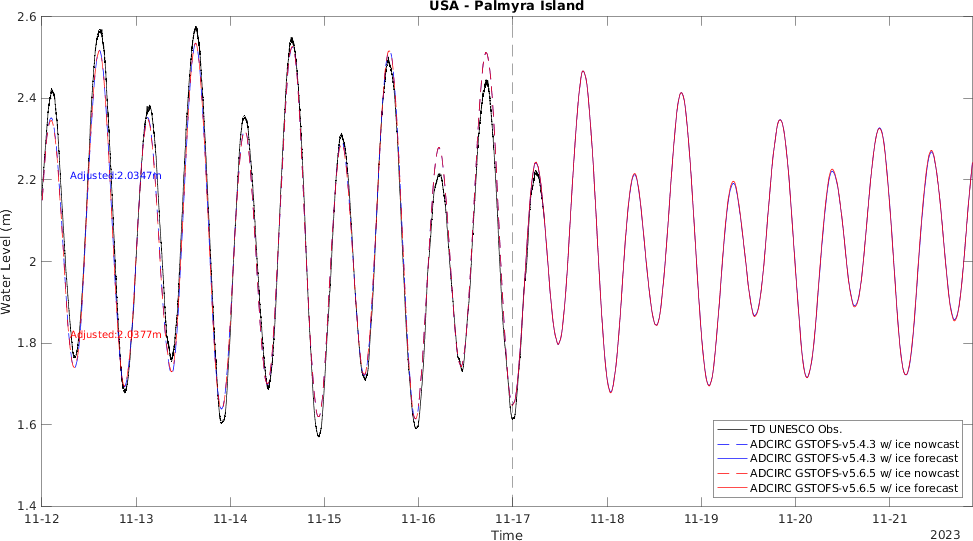 USA - Palmyra Island
Water Level (m)
2.6
2.4
2.2
2
1.8
1.6
1.4
Adjusted:2.0347m
Adjusted:2.0377m
TD UNESCO Obs.
ADCIRC GSTOFS-v5.4.3 w/ ice nowcast
ADCIRC GSTOFS-v5.4.3 w/ ice forecast
ADCIRC GSTOFS-v5.6.5 w/ ice nowcast
ADCIRC GSTOFS-v5.6.5 w/ ice forecast
11-12 11-13 11-14 11-15 11-16 11-17 11-18 11-19 11-20 11-21
Time
2023